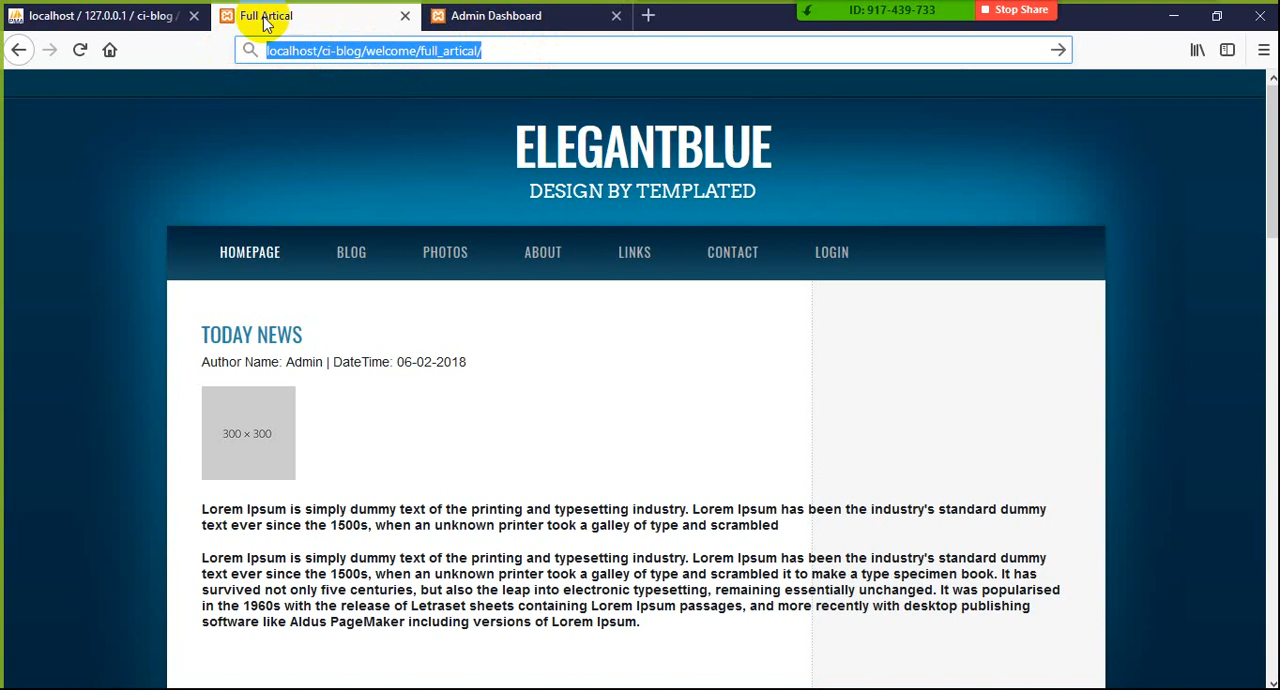 localhost / 127.0.0.1 / ci-blog /
Full Artical
Admin Dashboard
ID: 917-439-733
Stop Share
localhost/ci-blog/welcome/full_artical/
ELEGANTBLUE
DESIGN BY TEMPLATED
HOMEPAGE
BLOG
PHOTOS
ABOUT
LINKS
CONTACT
LOGIN
TODAY NEWS
Author Name: Admin | DateTime: 06-02-2018
300 × 300
Lorem Ipsum is simply dummy text of the printing and typesetting industry. Lorem Ipsum has been the industry's standard dummy
text ever since the 1500s, when an unknown printer took a galley of type and scrambled
Lorem Ipsum is simply dummy text of the printing and typesetting industry. Lorem Ipsum has been the industry's standard dummy
text ever since the 1500s, when an unknown printer took a galley of type and scrambled it to make a type specimen book. It has
survived not only five centuries, but also the leap into electronic typesetting, remaining essentially unchanged. It was popularised
in the 1960s with the release of Letraset sheets containing Lorem Ipsum passages, and more recently with desktop publishing
software like Aldus PageMaker including versions of Lorem Ipsum.